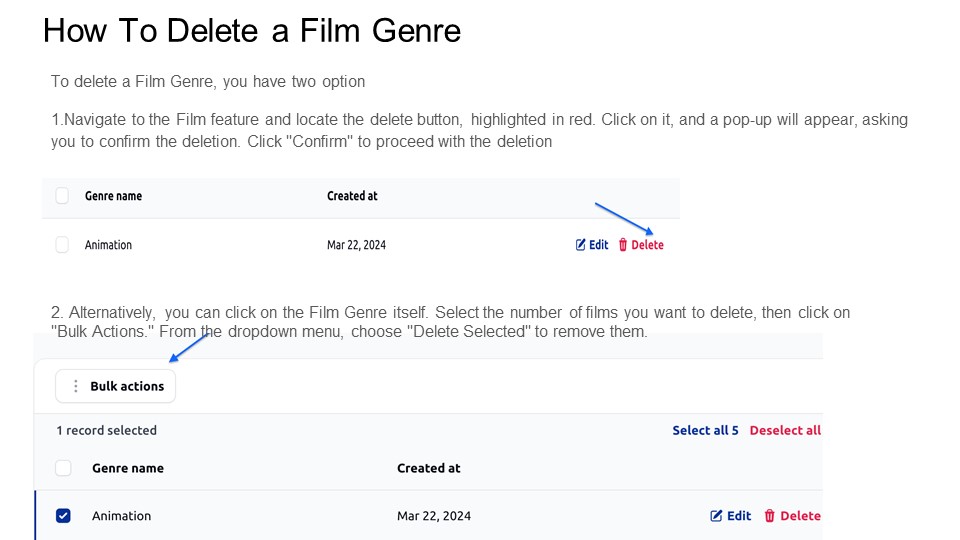 How To Delete a Film Genre
To delete a Film Genre, you have two option
1.Navigate to the Film feature and locate the delete button, highlighted in red. Click on it, and a pop-up will appear, asking
you to confirm the deletion. Click "Confirm" to proceed with the deletion
Genre name Created at
Animation Mar 22, 2024 Edit Delete
2. Alternatively, you can click on the Film Genre itself. Select the number of films you want to delete, then click on
"Bulk Actions." From the dropdown menu, choose "Delete Selected" to remove them.
Bulk actions
1 record selected Select all 5 Deselect all
Genre name Created at
Animation Mar 22, 2024 Edit Delete